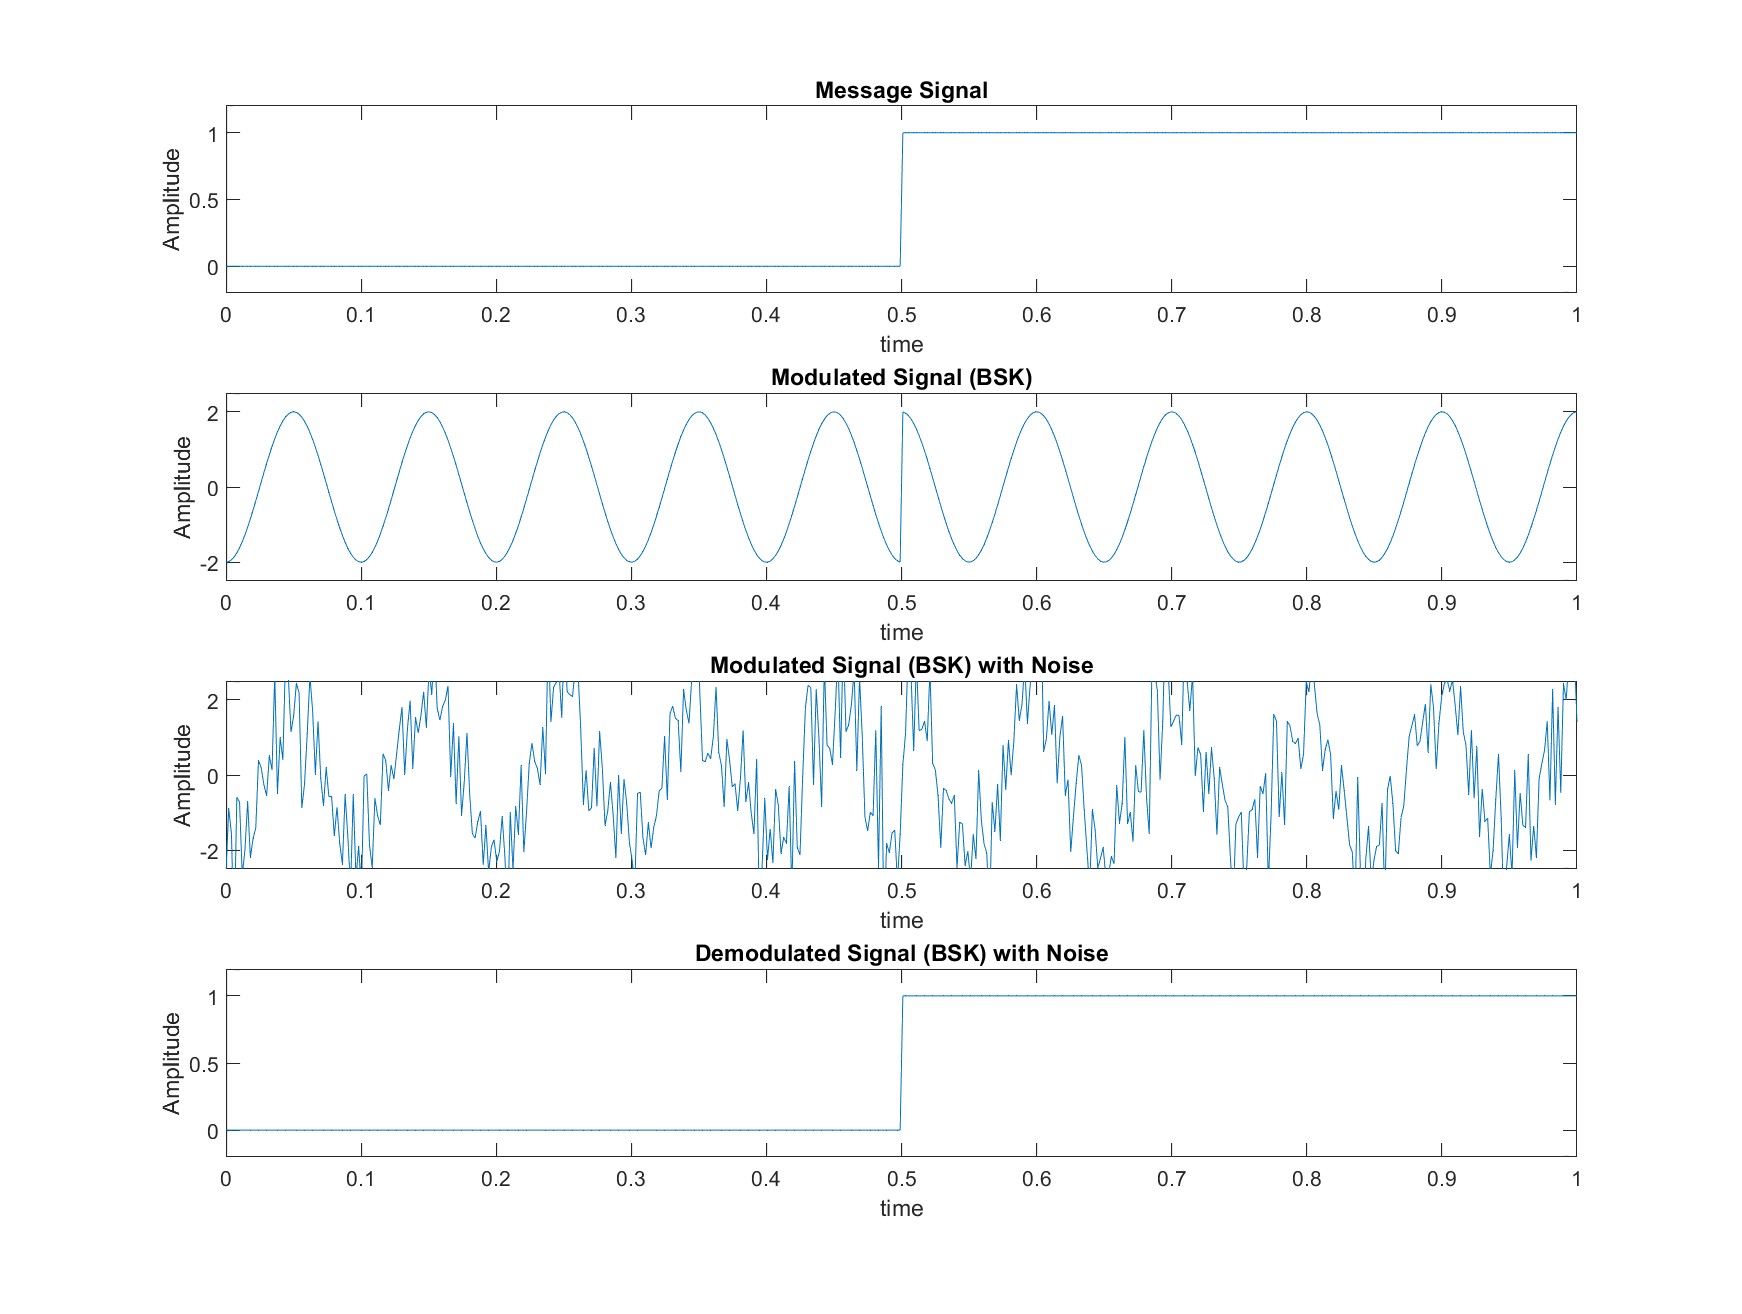 Message Signal
Amplitude
1
0.5
0
0 0.1 0.2 0.3 0.4 0.5 0.6 0.7 0.8 0.9 1
time
Modulated Signal (BSK)
Amplitude
2
0
-2
0 0.1 0.2 0.3 0.4 0.5 0.6 0.7 0.8 0.9 1
time
Modulated Signal (BSK) with Noise
Amplitude
2
0
-2
0 0.1 0.2 0.3 0.4 0.5 0.6 0.7 0.8 0.9 1
time
Demodulated Signal (BSK) with Noise
Amplitude
1
0.5
0
0 0.1 0.2 0.3 0.4 0.5 0.6 0.7 0.8 0.9 1
time